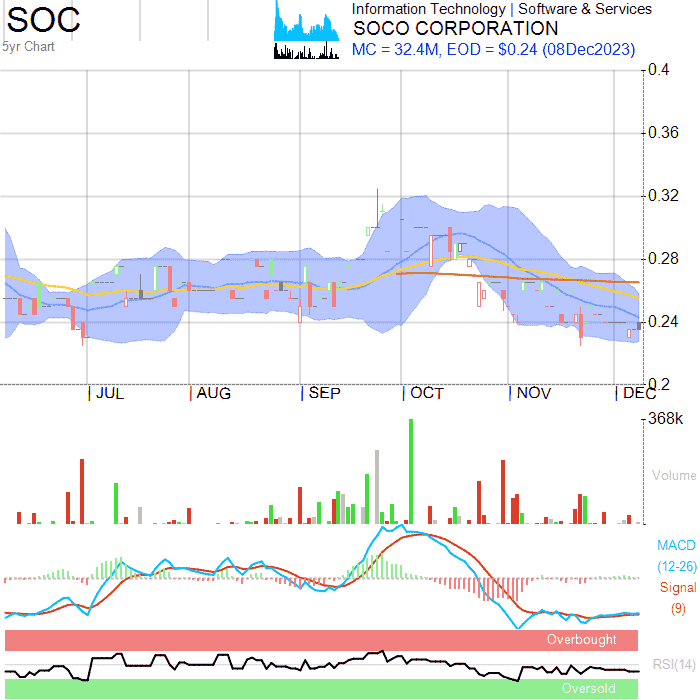 SOC
Information Technology | Software & Services
SOCO CORPORATION
5yr Chart
MC = 32.4M, EOD = $0.24 (08Dec2023)
0.4
0.36
0.32
0.28
0.24
0.2
JUL AUG SEP OCT NOV DEC
368k
Volume
MACD
(12-26)
Signal
(9)
Overbought
RSI(14)
Oversold